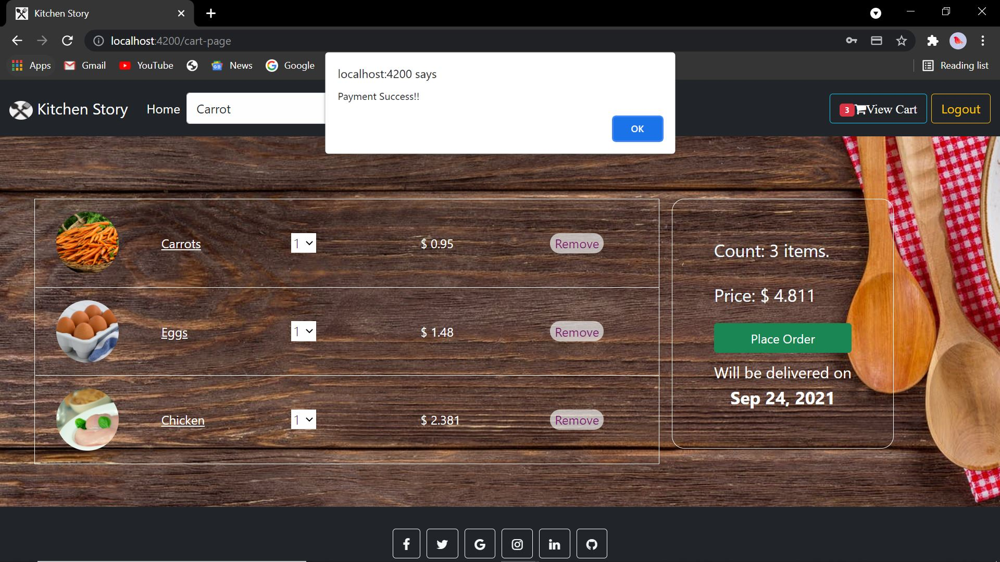 Kitchen Story
localhost:4200/cart-page
Apps Gmail YouTube News Google Reading list
localhost:4200 says
Payment Success!!
OK
Kitchen Story Home Carrot 3 View Cart Logout
Carrots 1 $ 0.95 Remove
Eggs 1 $ 1.48 Remove
Chicken 1 $ 2.381 Remove
Count: 3 items.
Price: $ 4.811
Place Order
Will be delivered on
Sep 24, 2021